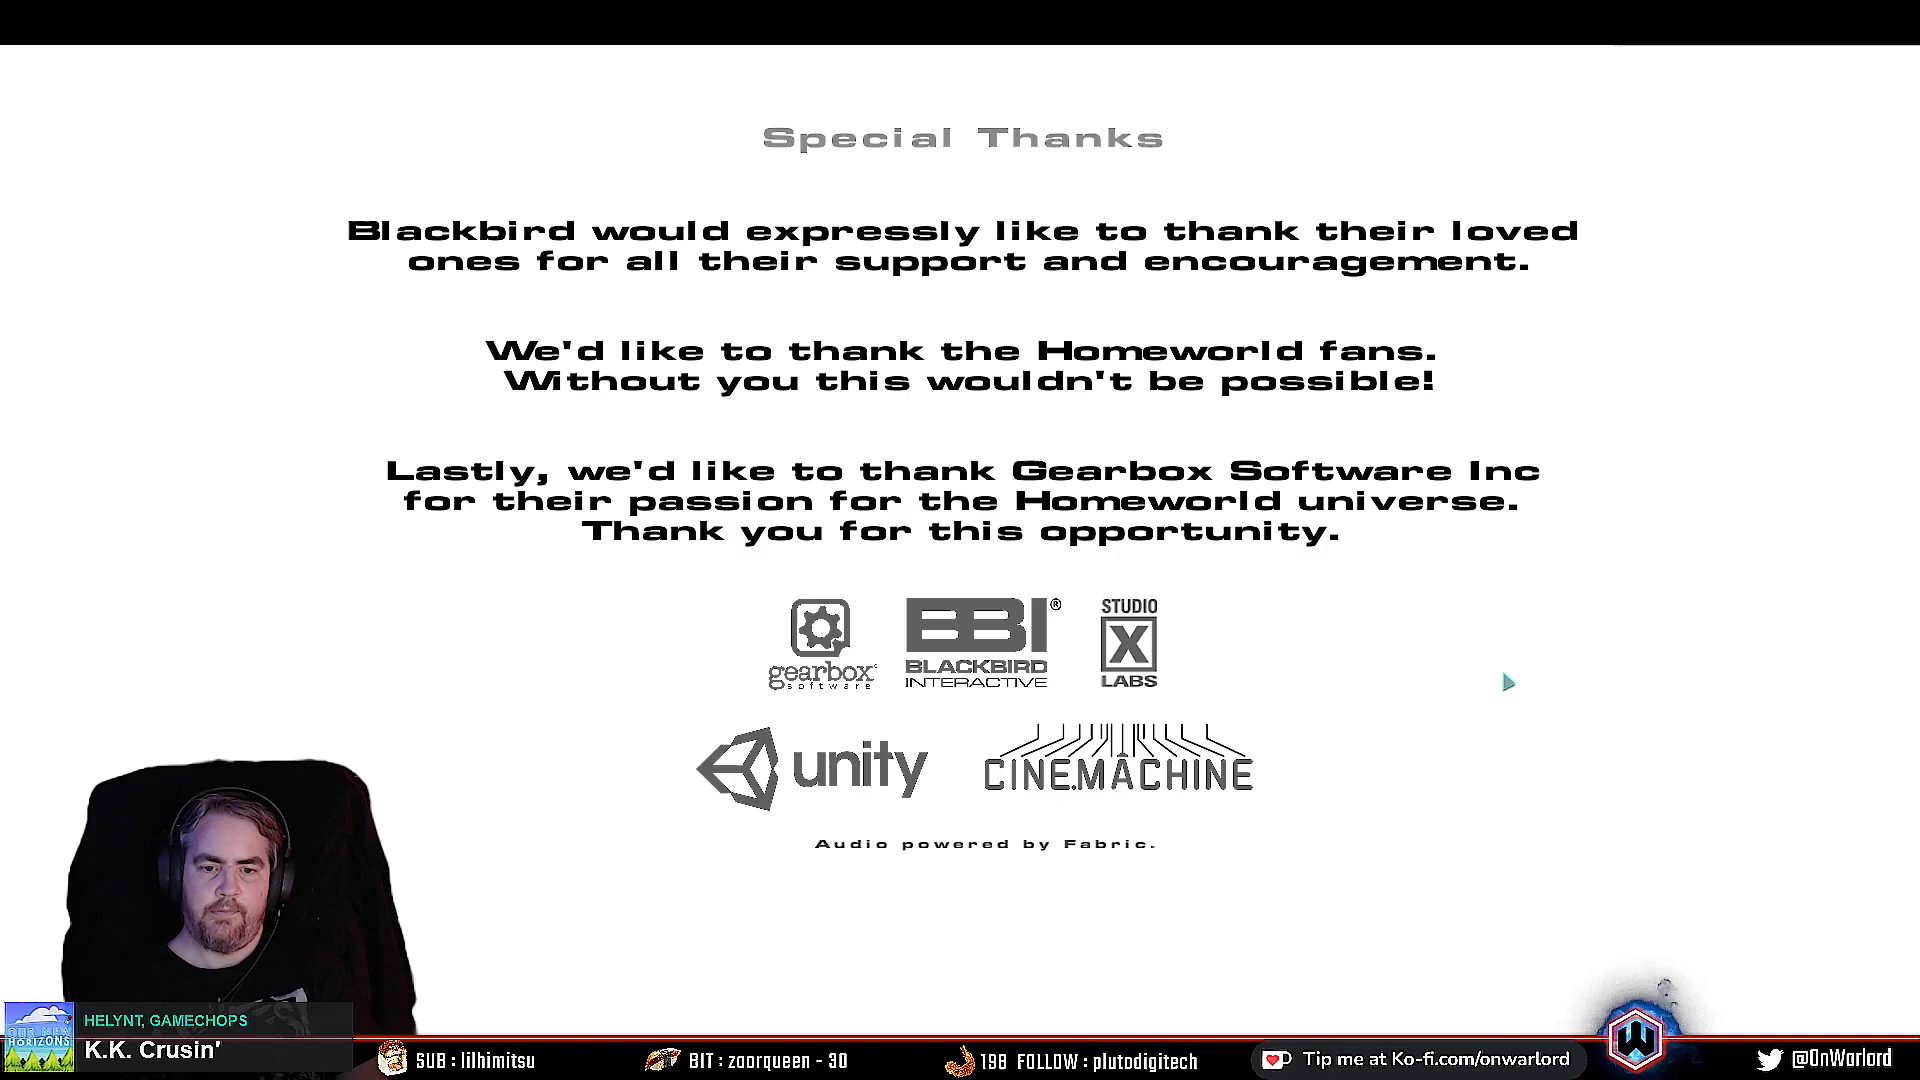 Special Thanks
Blackbird would expressly like to thank their loved
ones for all their support and encouragement.
We'd like to thank the Homeworld fans.
Without you this wouldn't be possible!
Lastly, we'd like to thank Gearbox Software Inc
for their passion for the Homeworld universe.
Thank you for this opportunity.
gearbox
software
BBI®
BLACKBIRD
INTERACTIVE
STUDIO
X
LABS
unity
CINEMACHINE
Audio powered by Fabric.
OUR NEW
HORIZONS
HELYNT, GAMECHOPS
K.K. Crusin'
SUB : lilhimitsu
BIT : zoorqueen - 30
198 FOLLOW : plutodigitech
Tip me at Ko-fi.com/onwarlord
W
@OnWarlord